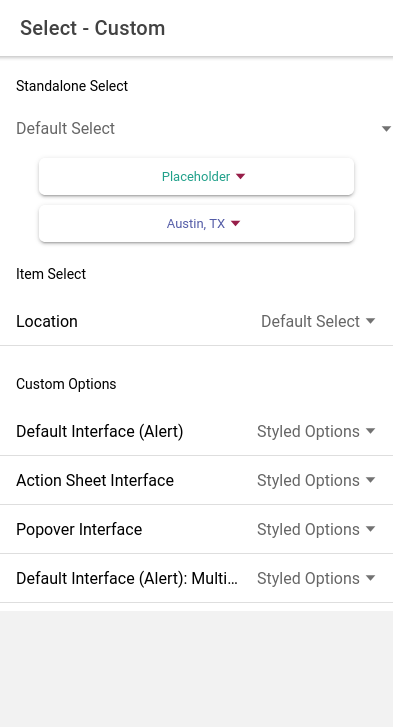 Select - Custom
Standalone Select
Default Select
Placeholder
Austin, TX
Item Select
Location Default Select
Custom Options
Default Interface (Alert) Styled Options
Action Sheet Interface Styled Options
Popover Interface Styled Options
Default Interface (Alert): Multi... Styled Options